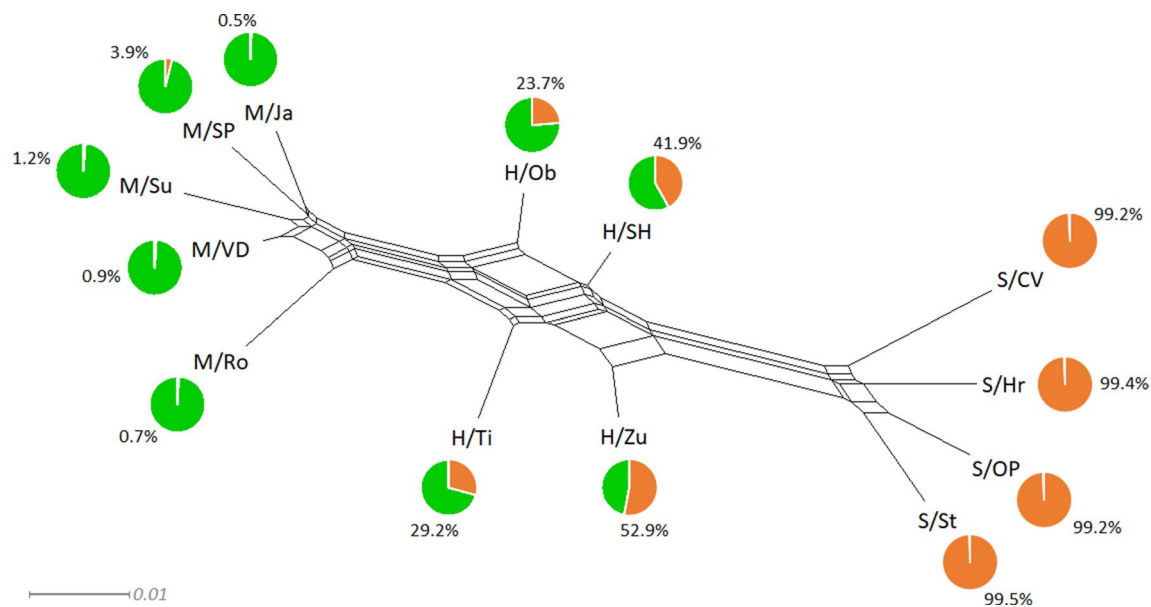 0.5%
3.9%
M/Ja
M/SP
23.7%
H/Ob
41.9%
H/SH
1.2%
M/Su
M/VD
0.9%
99.2%
S/CV
M/Ro
0.7%
S/Hr
99.4%
H/Ti
29.2%
H/Zu
52.9%
S/OP
99.2%
S/St
99.5%
0.01